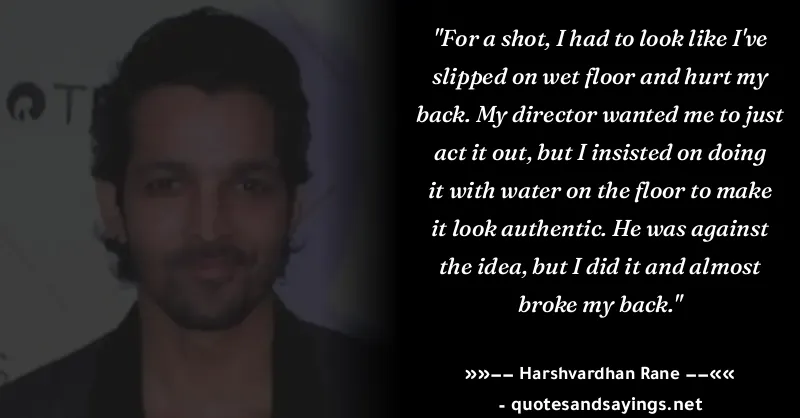 "For a shot, I had to look like I've
slipped on wet floor and hurt my
back. My director wanted me to just
act it out, but I insisted on doing
it with water on the floor to make
it look authentic. He was against
the idea, but I did it and almost
broke my back."
»»−− Harshvardhan Rane −−««
- quotesandsayings.net
OT